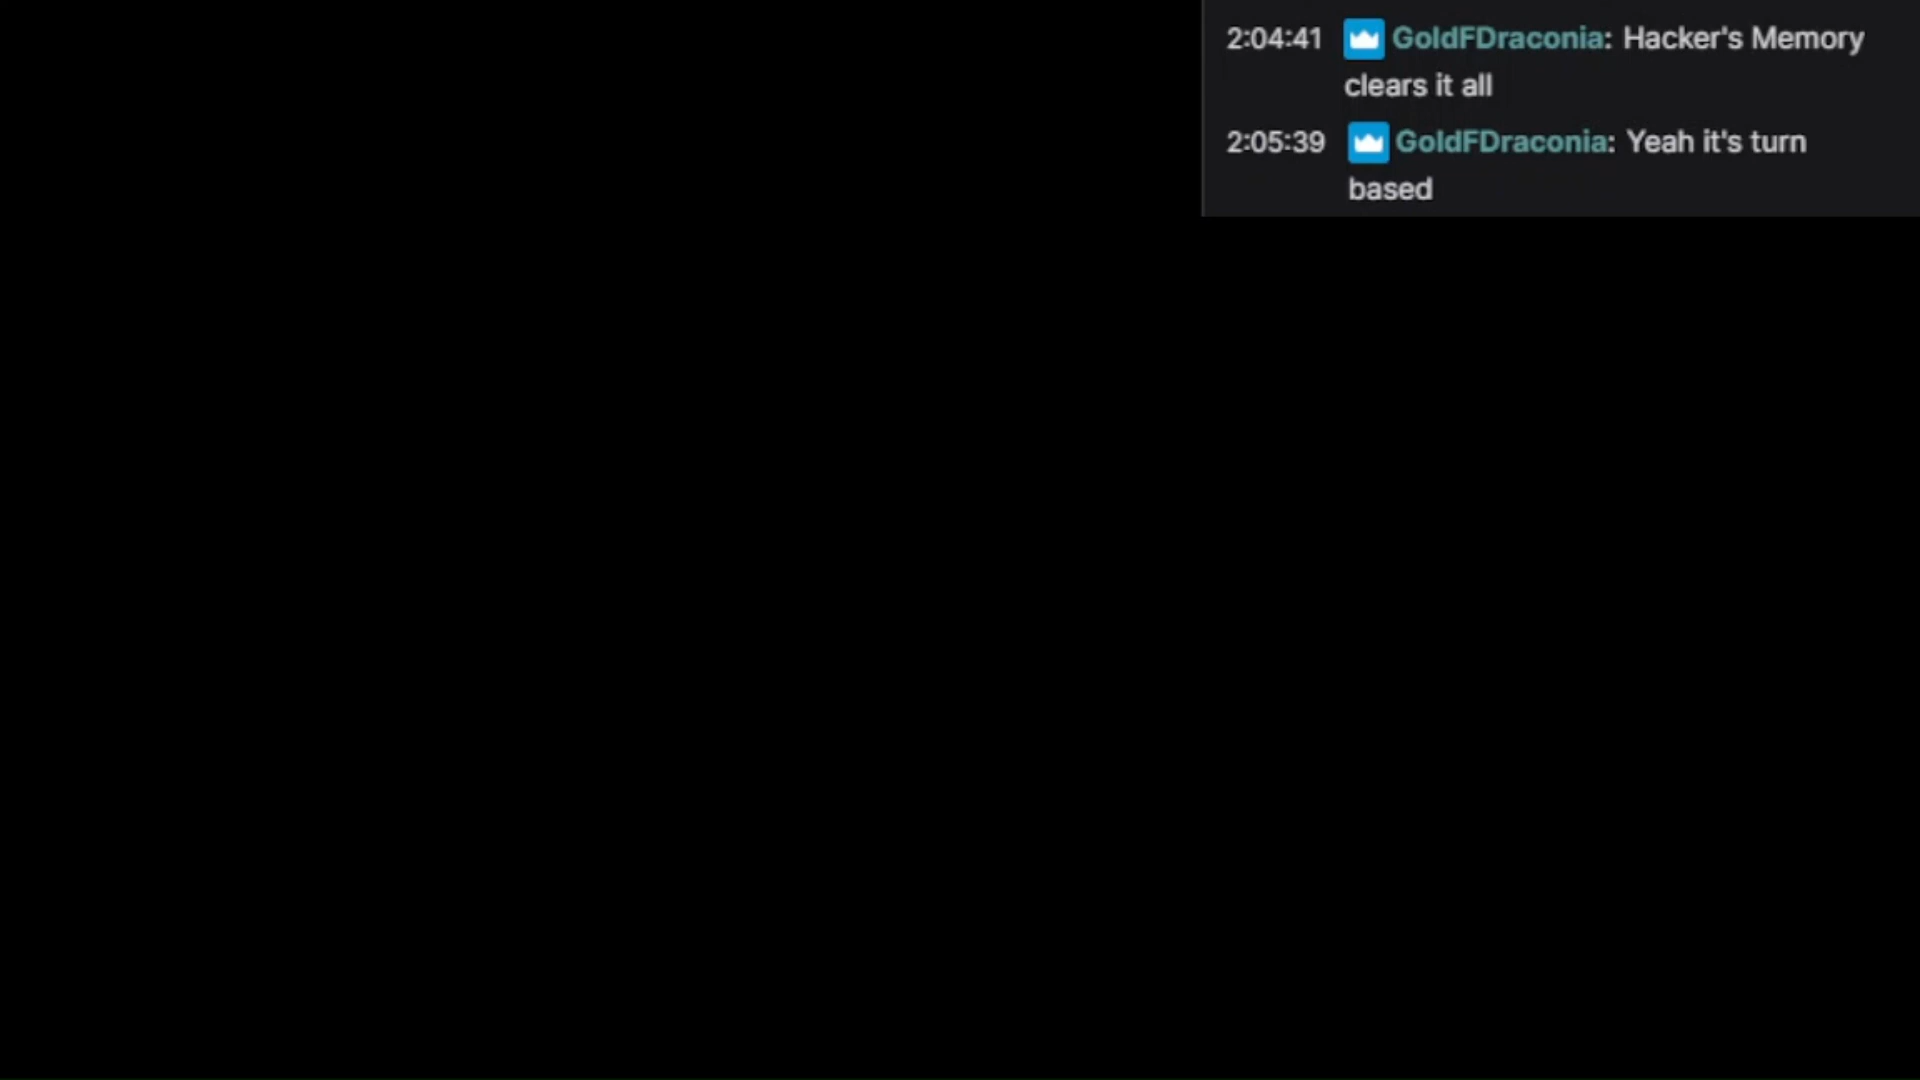 2:04:41 GoldFDraconia: Hacker's Memory
clears it all
2:05:39 GoldFDraconia: Yeah it's turn
based